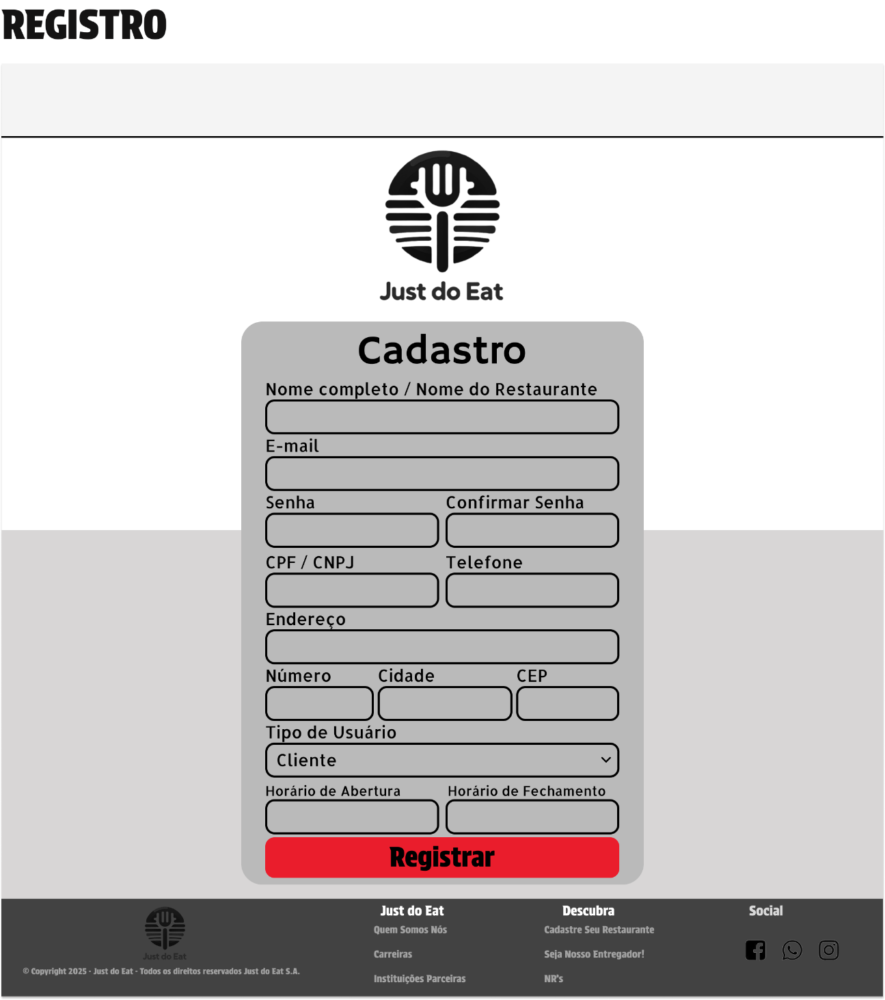 REGISTRO
Just do Eat
Cadastro
Nome completo / Nome do Restaurante
E-mail
Senha Confirmar Senha
CPF / CNPJ Telefone
Endereço
Número Cidade CEP
Tipo de Usuário
Cliente
Horário de Abertura Horário de Fechamento
Registrar
Just do Eat
© Copyright 2025 - Just do Eat - Todos os direitos reservados Just do Eat S.A.
Just do Eat
Quem Somos Nós
Carreiras
Instituições Parceiras
Descubra
Cadastre Seu Restaurante
Seja Nosso Entregador!
NR's
Social